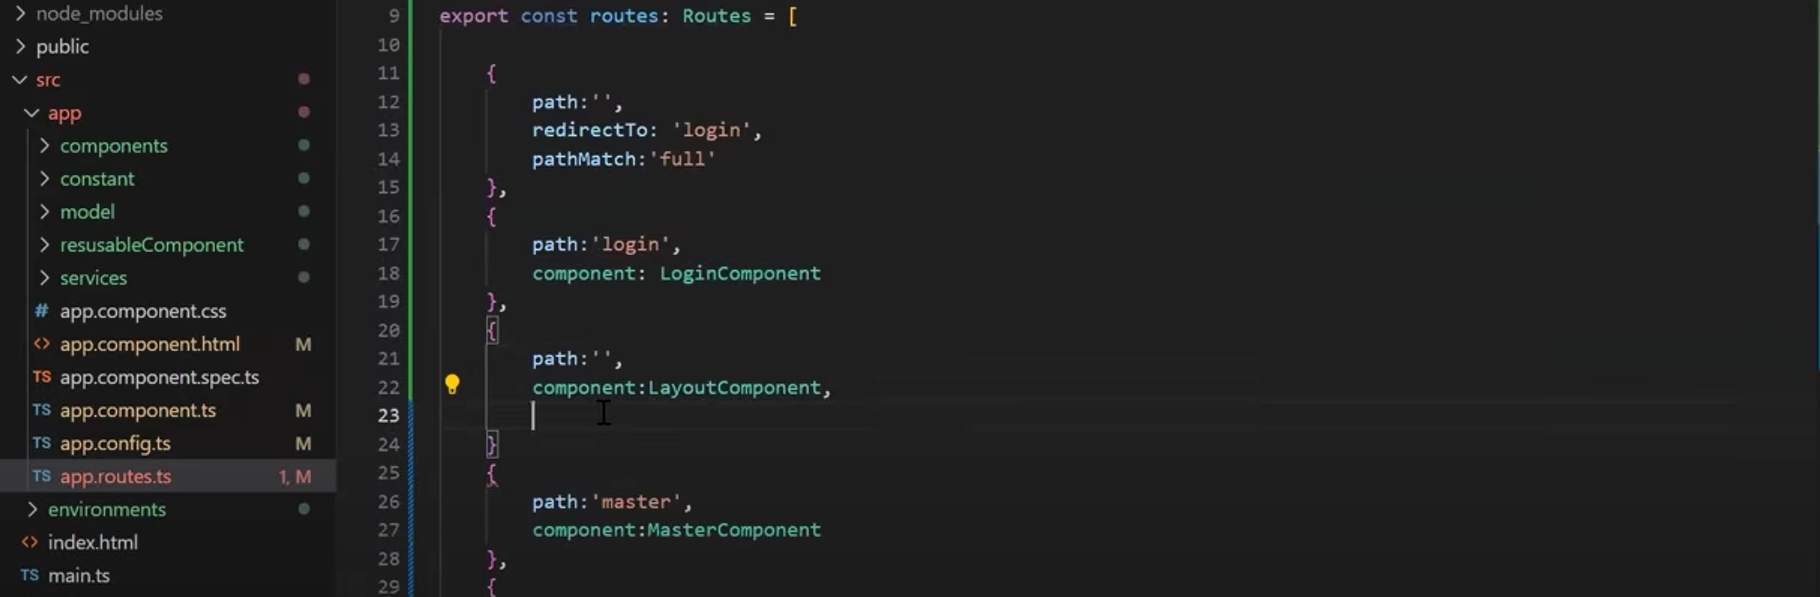 node_modules
public
src
app
components
constant
model
resusableComponent
services
# app.component.css
<> app.component.html M
TS app.component.spec.ts
TS app.component.ts M
TS app.config.ts M
TS app.routes.ts 1, M
environments
<> index.html
TS main.ts
9 export const routes: Routes = [
10
11 {
12 path:'',
13 redirectTo: 'login',
14 pathMatch:'full'
15 },
16 {
17 path:'login',
18 component: LoginComponent
19 },
20 {
21 path:'',
22 component:LayoutComponent,
23
24 }
25 {
26 path:'master',
27 component:MasterComponent
28 },
29 {